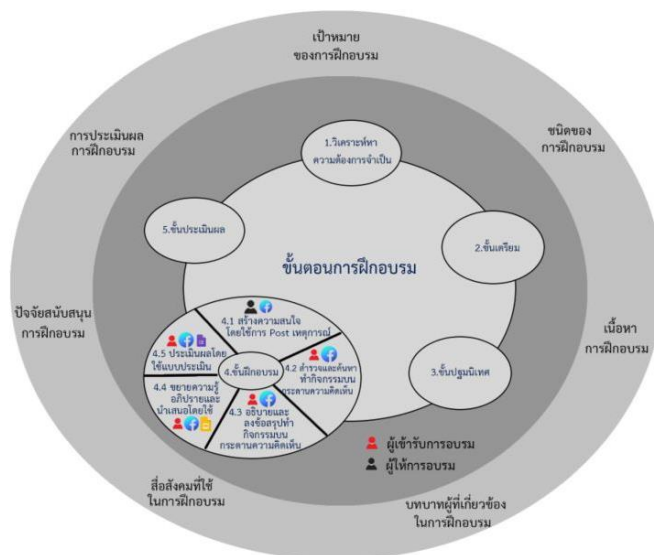 เป้าหมาย
ของการฝึกอบรม
การประเมินผล
การฝึกอบรม
ชนิดของ
การฝึกอบรม
1.วิเคราะห์หา
ความต้องการจำเป็น
5.ขั้นประเมินผล
2.ขั้นเตรียม
ขั้นตอนการฝึกอบรม
ปัจจัยสนับสนุน
การฝึกอบรม
เนื้อหา
การฝึกอบรม
4.1 สร้างความสนใจ
โดยใช้การ Post เหตุการณ์
4.5 ประเมินผลโดย
ใช้แบบประเมิน
4.ขั้นฝึกอบรม
4.2 สำรวจและค้นหา
ทำกิจกรรมบน
กระดานความคิดเห็น
3.ขั้นปฐมนิเทศ
4.4 ขยายความรู้
อภิปรายและ
นำเสนอโดยใช้
4.3 อธิบายและ
ลงข้อสรุปทำ
กิจกรรมบน
กระดานความคิดเห็น
ผู้เข้ารับการอบรม
ผู้ให้การอบรม
สื่อสังคมที่ใช้
ในการฝึกอบรม
บทบาทผู้ที่เกี่ยวข้อง
ในการฝึกอบรม